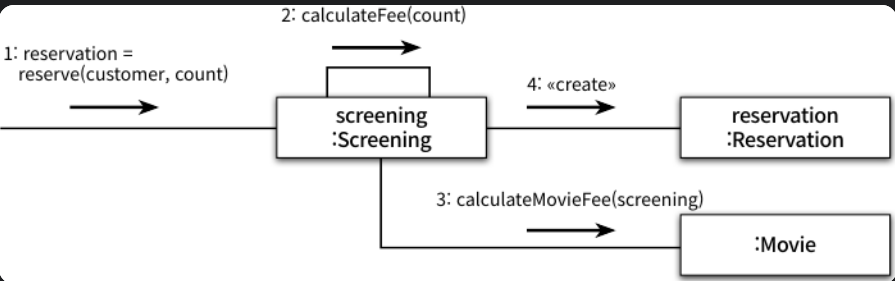 2: calculateFee(count)
1: reservation =
reserve(customer, count)
4: «create»
screening
:Screening
reservation
:Reservation
3: calculateMovieFee(screening)
:Movie